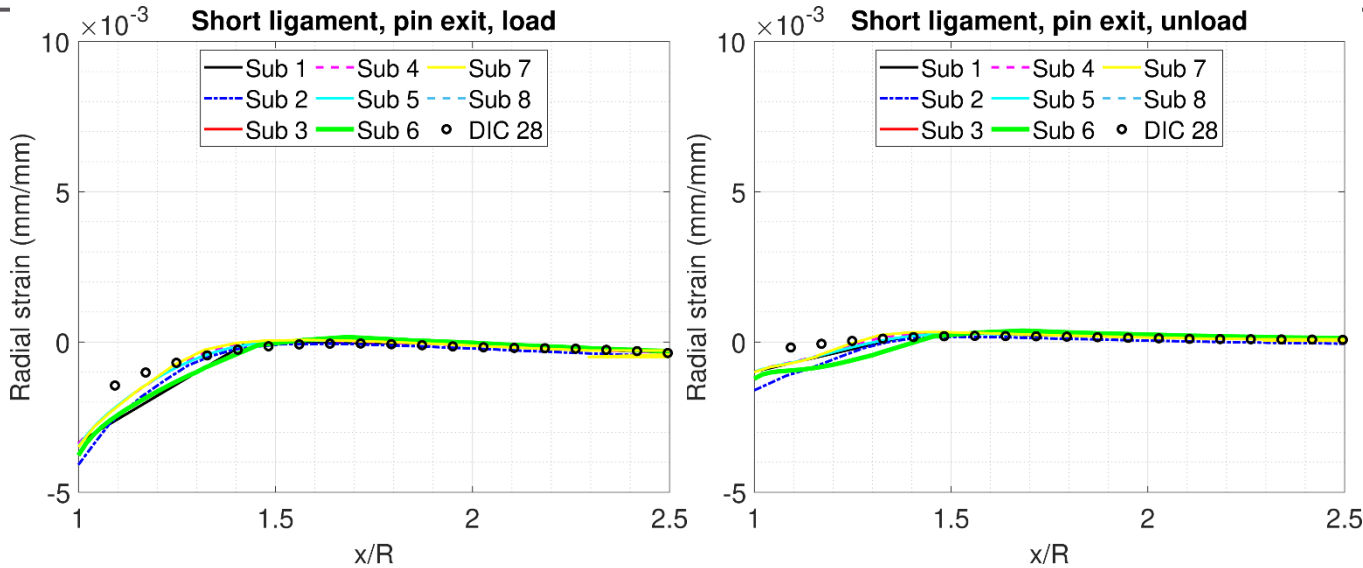 Short ligament, pin exit, load
×10⁻³
Sub 1 Sub 4 Sub 7
Sub 2 Sub 5 Sub 8
Sub 3 Sub 6 DIC 28
Radial strain (mm/mm)
10
5
0
-5
1 1.5 2 2.5
x/R
Short ligament, pin exit, unload
×10⁻³
Sub 1 Sub 4 Sub 7
Sub 2 Sub 5 Sub 8
Sub 3 Sub 6 DIC 28
Radial strain (mm/mm)
10
5
0
-5
1 1.5 2 2.5
x/R